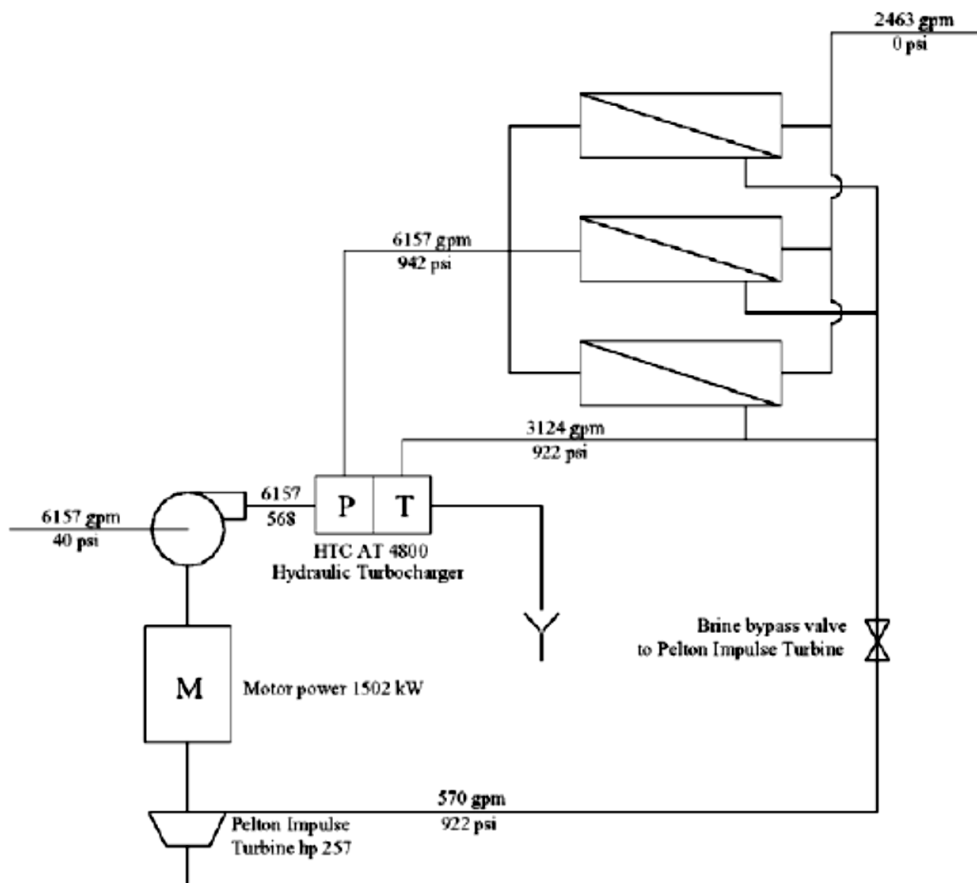 2463 gpm
0 psi
6157 gpm
942 psi
3124 gpm
922 psi
6157 gpm
40 psi
6157
568
P T
HTC AT 4800
Hydraulic Turbocharger
Brine bypass valve
to Pelton Impulse Turbine
M
Motor power 1502 kW
570 gpm
922 psi
Pelton Impulse
Turbine hp 257